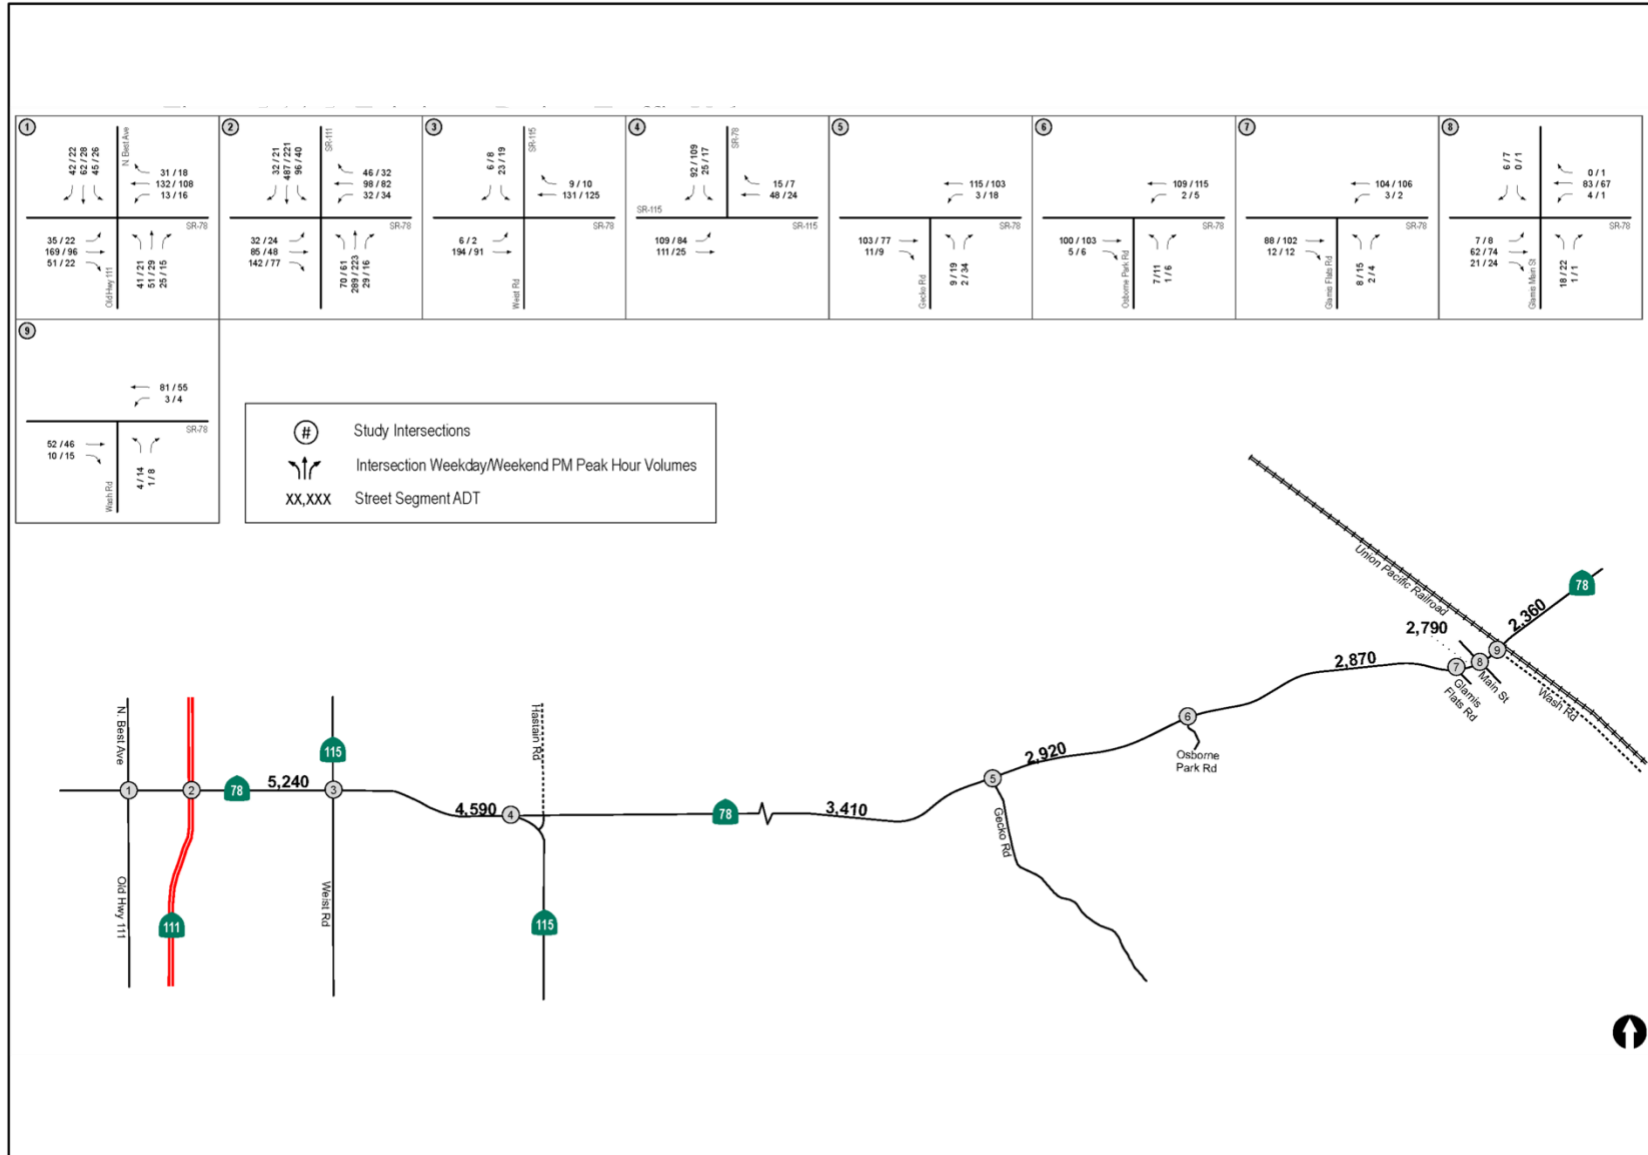 1
42 / 22
62 / 28
45 / 26
N. Best Ave
31 / 18
132 / 108
13 / 16
SR-78
35 / 22
169 / 96
51 / 22
Old Hwy 111
41 / 21
51 / 29
25 / 15
2
32 / 21
487 / 221
96 / 40
SR-111
46 / 32
98 / 82
32 / 34
SR-78
32 / 24
85 / 48
142 / 77
70 / 61
289 / 223
29 / 16
3
6 / 8
23 / 19
SR-115
9 / 10
131 / 125
SR-78
6 / 2
194 / 91
Weist Rd
4
92 / 109
25 / 17
SR-78
15 / 7
48 / 24
SR-115
SR-115
109 / 84
111 / 25
5
115 / 103
3 / 18
SR-78
103 / 77
11 / 9
Gecko Rd
9 / 19
2 / 34
6
109 / 115
2 / 5
SR-78
100 / 103
5 / 6
Osborne Park Rd
7 / 11
1 / 6
7
104 / 106
3 / 2
SR-78
88 / 102
12 / 12
Glamis Flats Rd
8 / 15
2 / 4
8
6 / 7
0 / 1
0 / 1
83 / 67
4 / 1
SR-78
7 / 8
62 / 74
21 / 24
Glamis Main St
18 / 22
1 / 1
9
81 / 55
3 / 4
SR-78
52 / 46
10 / 15
Wash Rd
4 / 14
1 / 8
# Study Intersections
Intersection Weekday/Weekend PM Peak Hour Volumes
XX,XXX Street Segment ADT
Union Pacific Railroad
78
2,360
2,790
9
8
7
Main St
Glamis
Flats Rd
Wash Rd
2,870
6
Osborne
Park Rd
2,920
5
Gecko Rd
3,410
78
Hastain Rd
4
4,590
115
115
3
Weist Rd
5,240
78
2
111
N. Best Ave
1
Old Hwy 111